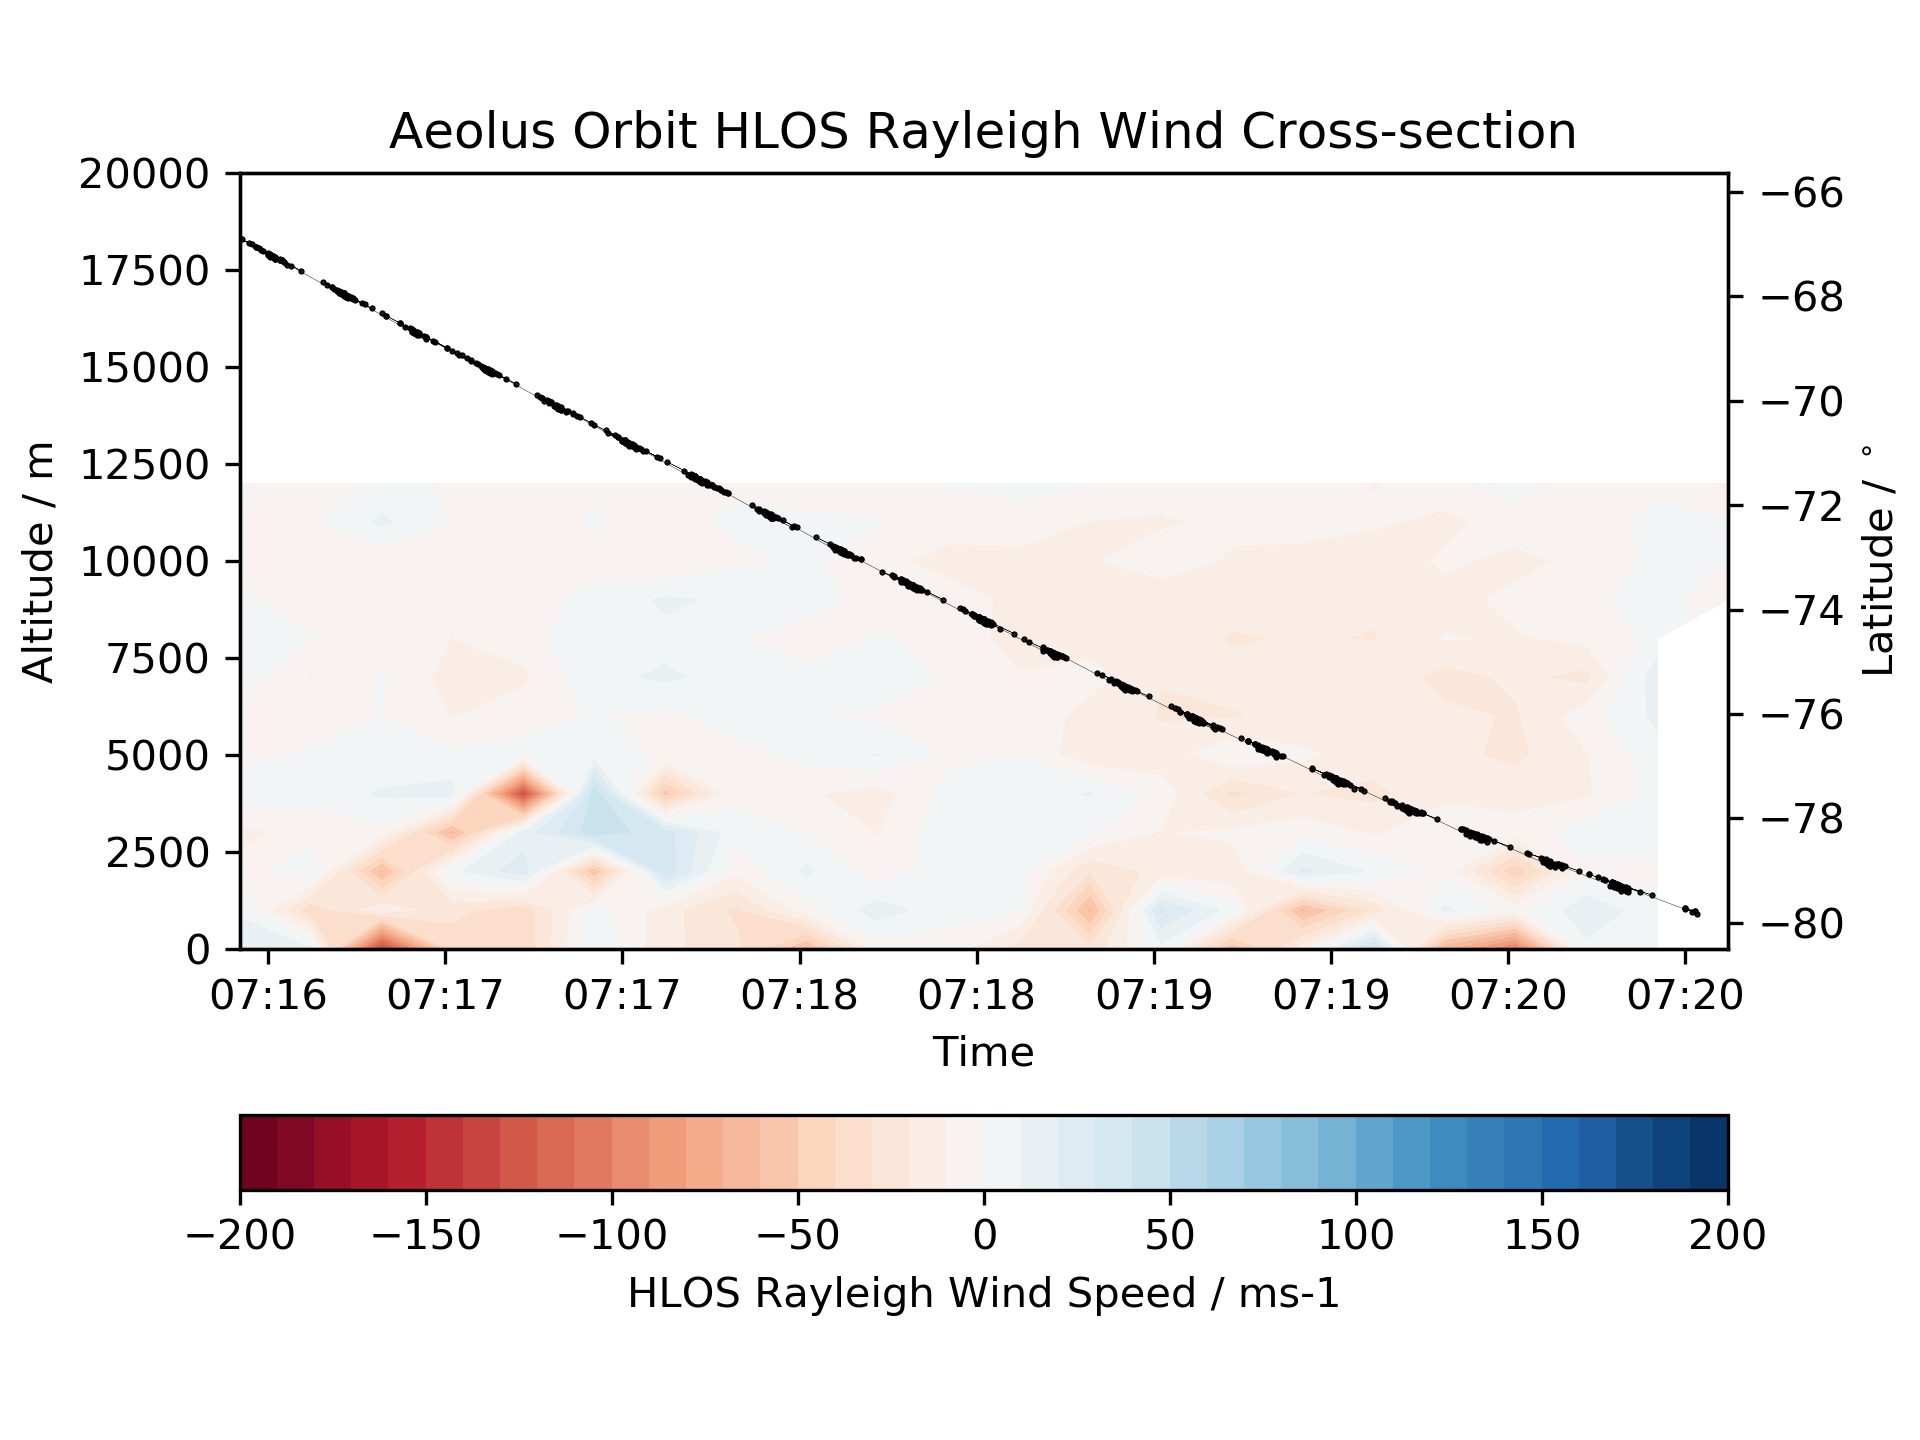 Aeolus Orbit HLOS Rayleigh Wind Cross-section
20000
17500
15000
12500
10000
7500
5000
2500
0
Altitude / m
−66
−68
−70
−72
−74
−76
−78
−80
Latitude / °
07:16 07:17 07:17 07:18 07:18 07:19 07:19 07:20 07:20
Time
−200 −150 −100 −50 0 50 100 150 200
HLOS Rayleigh Wind Speed / ms-1